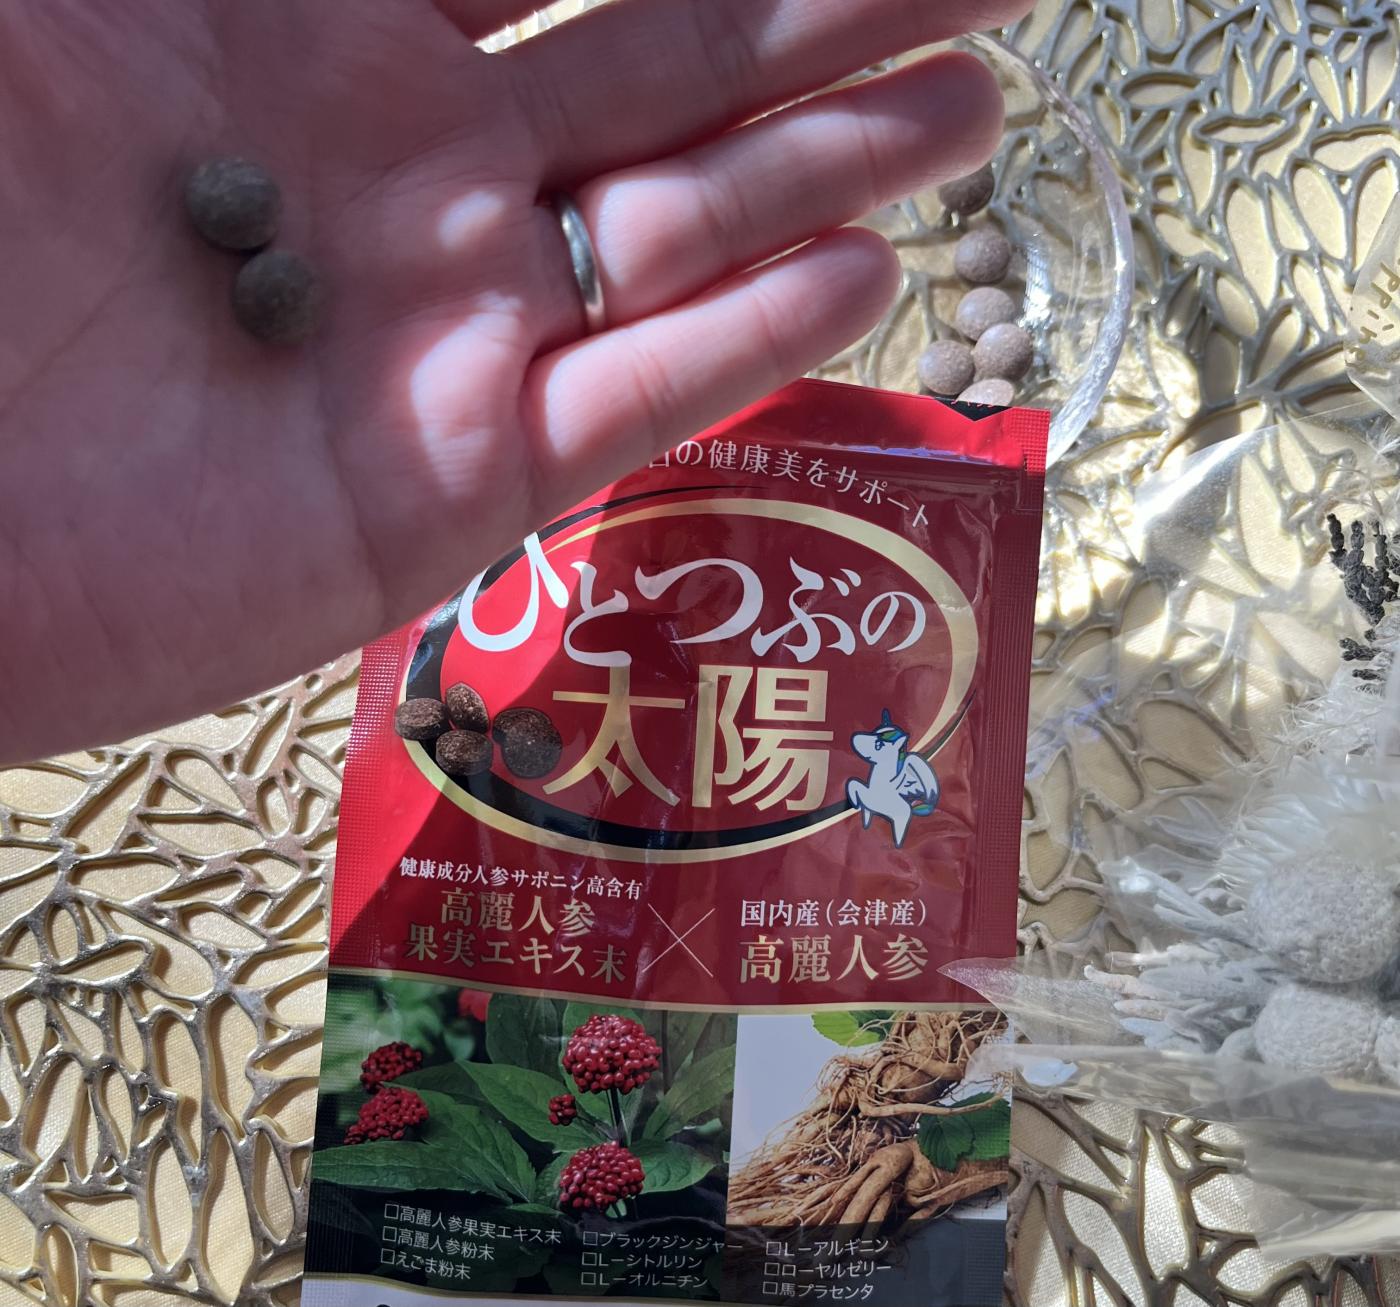 の健康美をサポート
ひとつぶの
太陽
健康成分人参サポニン高含有
高麗人参
果実エキス末
国内産(会津産)
高麗人参
□高麗人参果実エキス末
□高麗人参粉末
□えごま粉末
□ブラックジンジャー
□L－シトルリン
□L－オルニチン
□L－アルギニン
□ローヤルゼリー
□馬プラセンタ